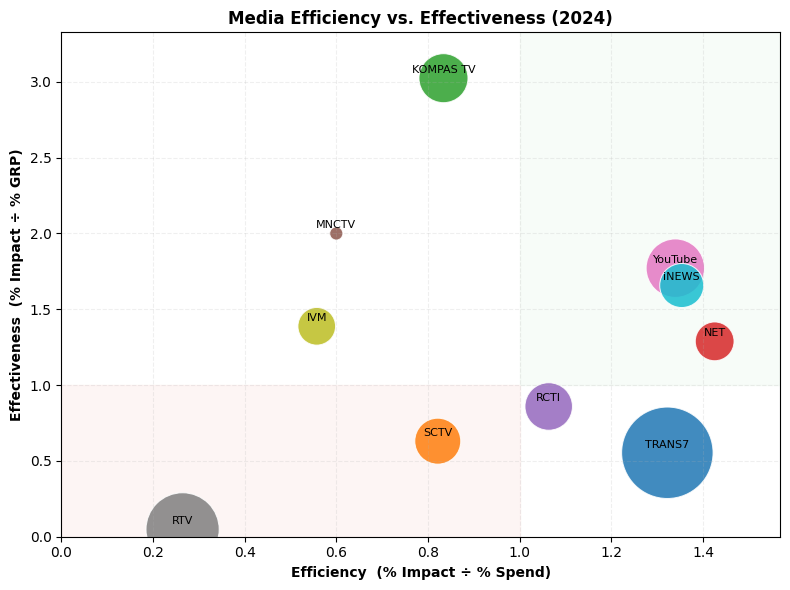 Media Efficiency vs. Effectiveness (2024)
Effectiveness (% Impact ÷ % GRP)
3.0
2.5
2.0
1.5
1.0
0.5
0.0
KOMPAS TV
MNCTV
YouTube
iNEWS
IVM
NET
RCTI
SCTV
TRANS7
RTV
0.0 0.2 0.4 0.6 0.8 1.0 1.2 1.4
Efficiency (% Impact ÷ % Spend)